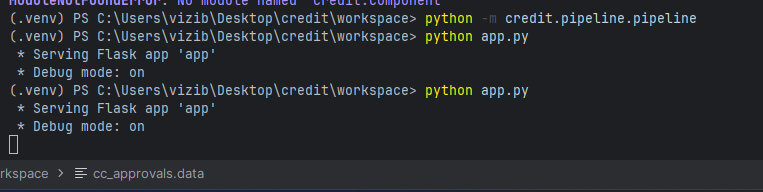 ModuleNotFoundError: No module named 'credit.component'
(.venv) PS C:\Users\vizib\Desktop\credit\workspace> python -m credit.pipeline.pipeline
(.venv) PS C:\Users\vizib\Desktop\credit\workspace> python app.py
 * Serving Flask app 'app'
 * Debug mode: on
(.venv) PS C:\Users\vizib\Desktop\credit\workspace> python app.py
 * Serving Flask app 'app'
 * Debug mode: on
rkspace > cc_approvals.data